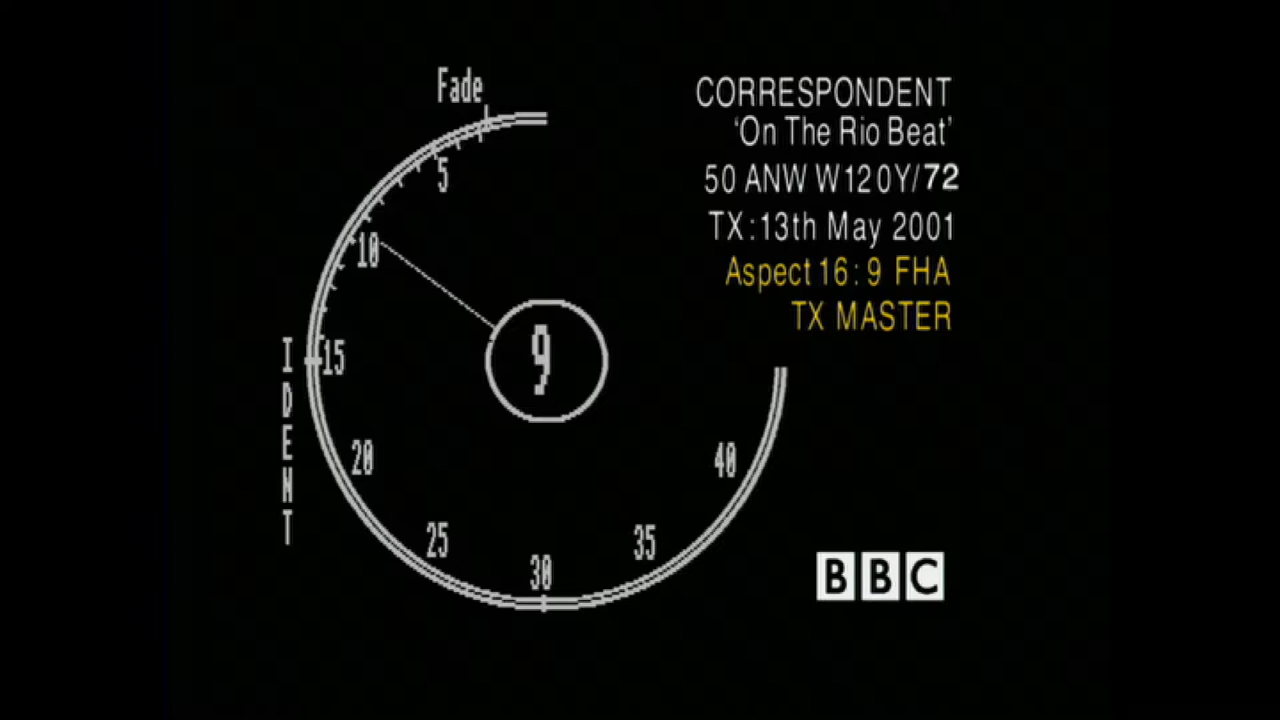 Fade
CORRESPONDENT
‘On The Rio Beat’
50 ANW W120Y/72
TX:13th May 2001
Aspect 16:9 FHA
TX MASTER
5
10
15
20
25
30
35
40
9
IDENT
BBC